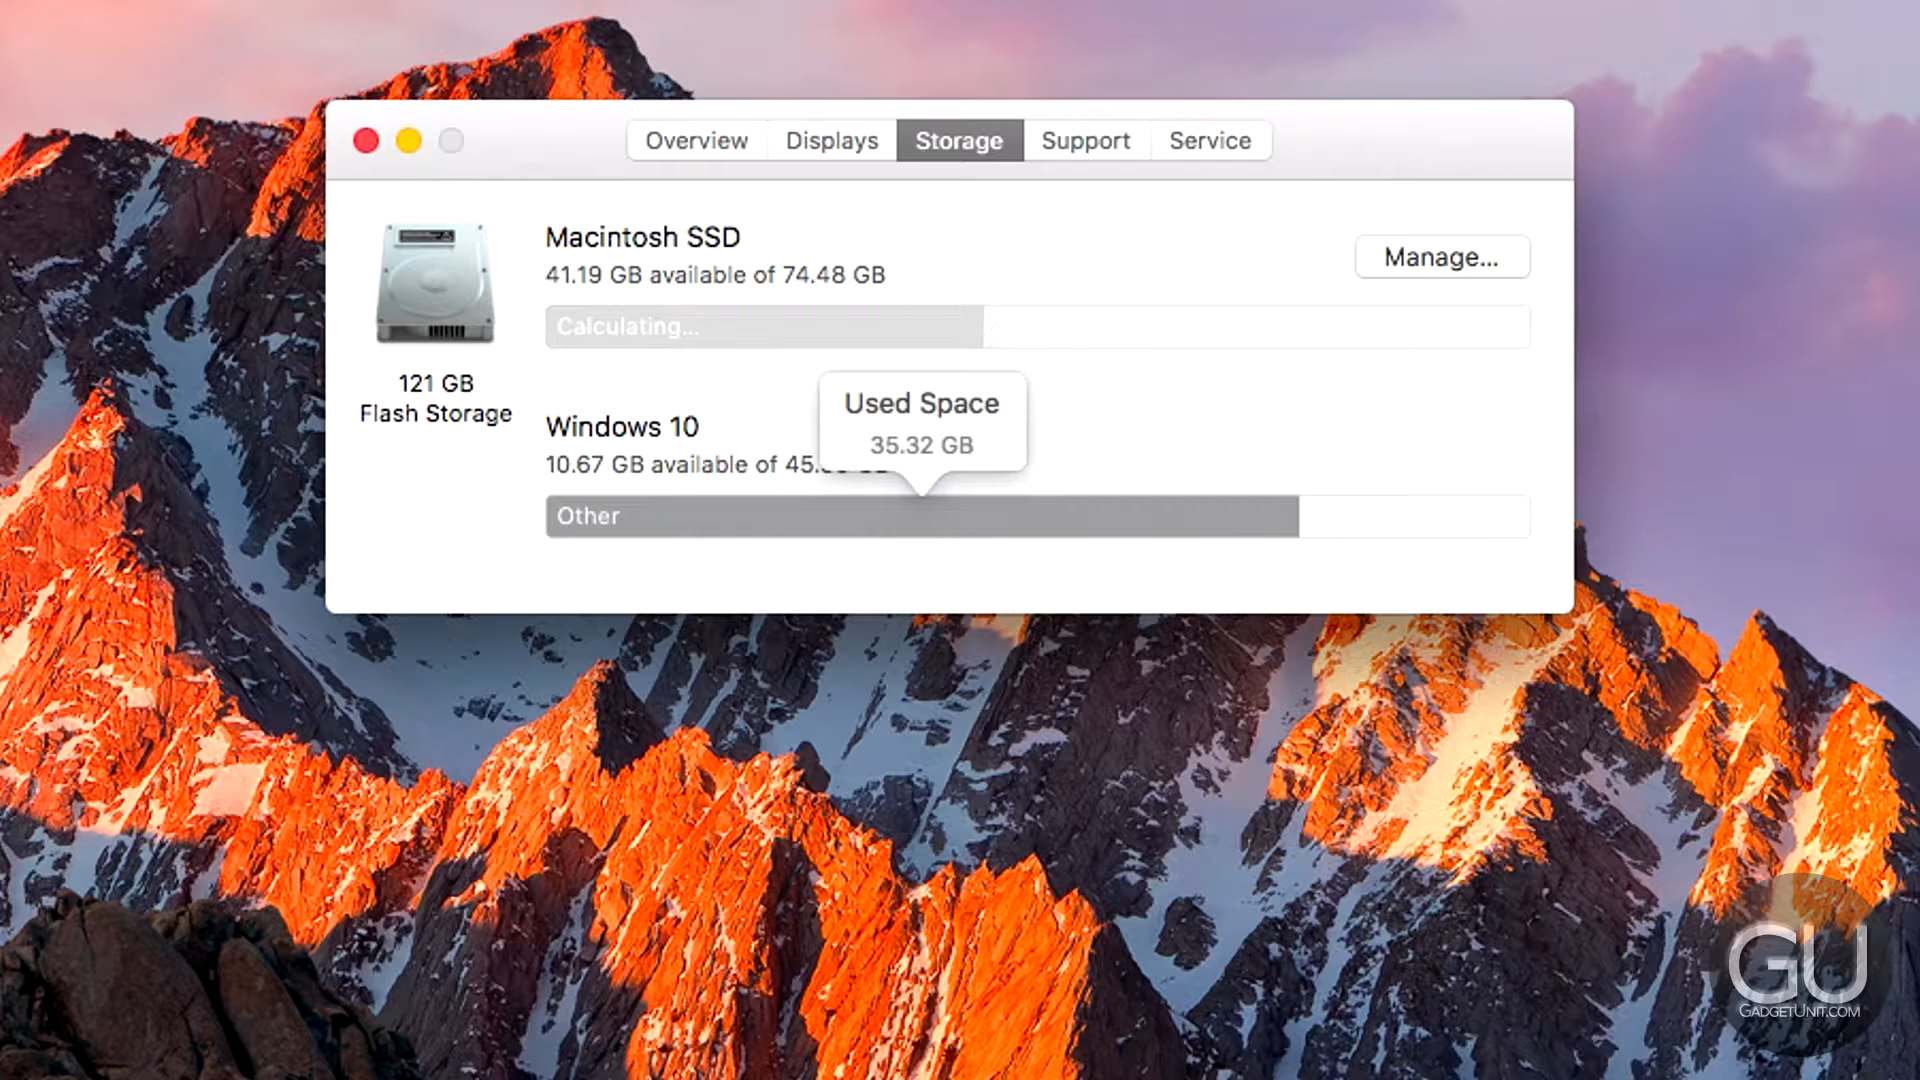 Overview Displays Storage Support Service
Macintosh SSD
41.19 GB available of 74.48 GB
Manage...
Calculating...
121 GB
Flash Storage
Used Space
35.32 GB
Windows 10
10.67 GB available of 45.
Other
GU
GADGETUNIT.COM